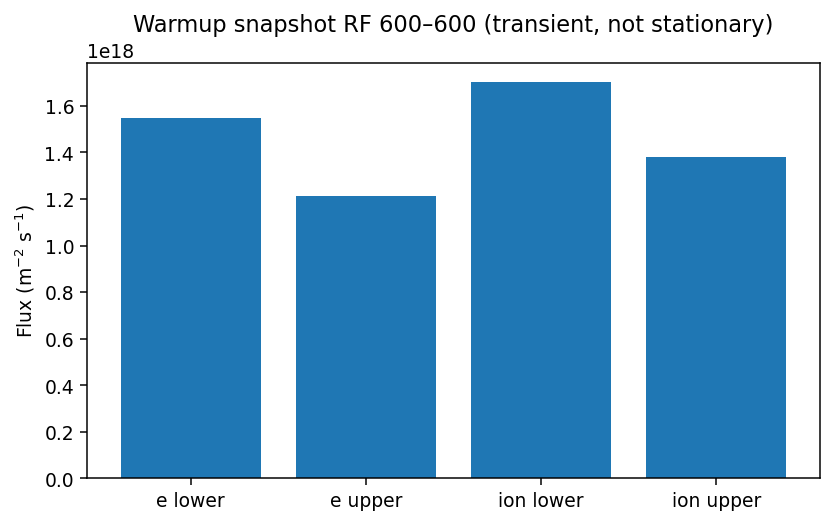 Warmup snapshot RF 600–600 (transient, not stationary)
1e18
Flux (m⁻² s⁻¹)
1.6
1.4
1.2
1.0
0.8
0.6
0.4
0.2
0.0
e lower
e upper
ion lower
ion upper